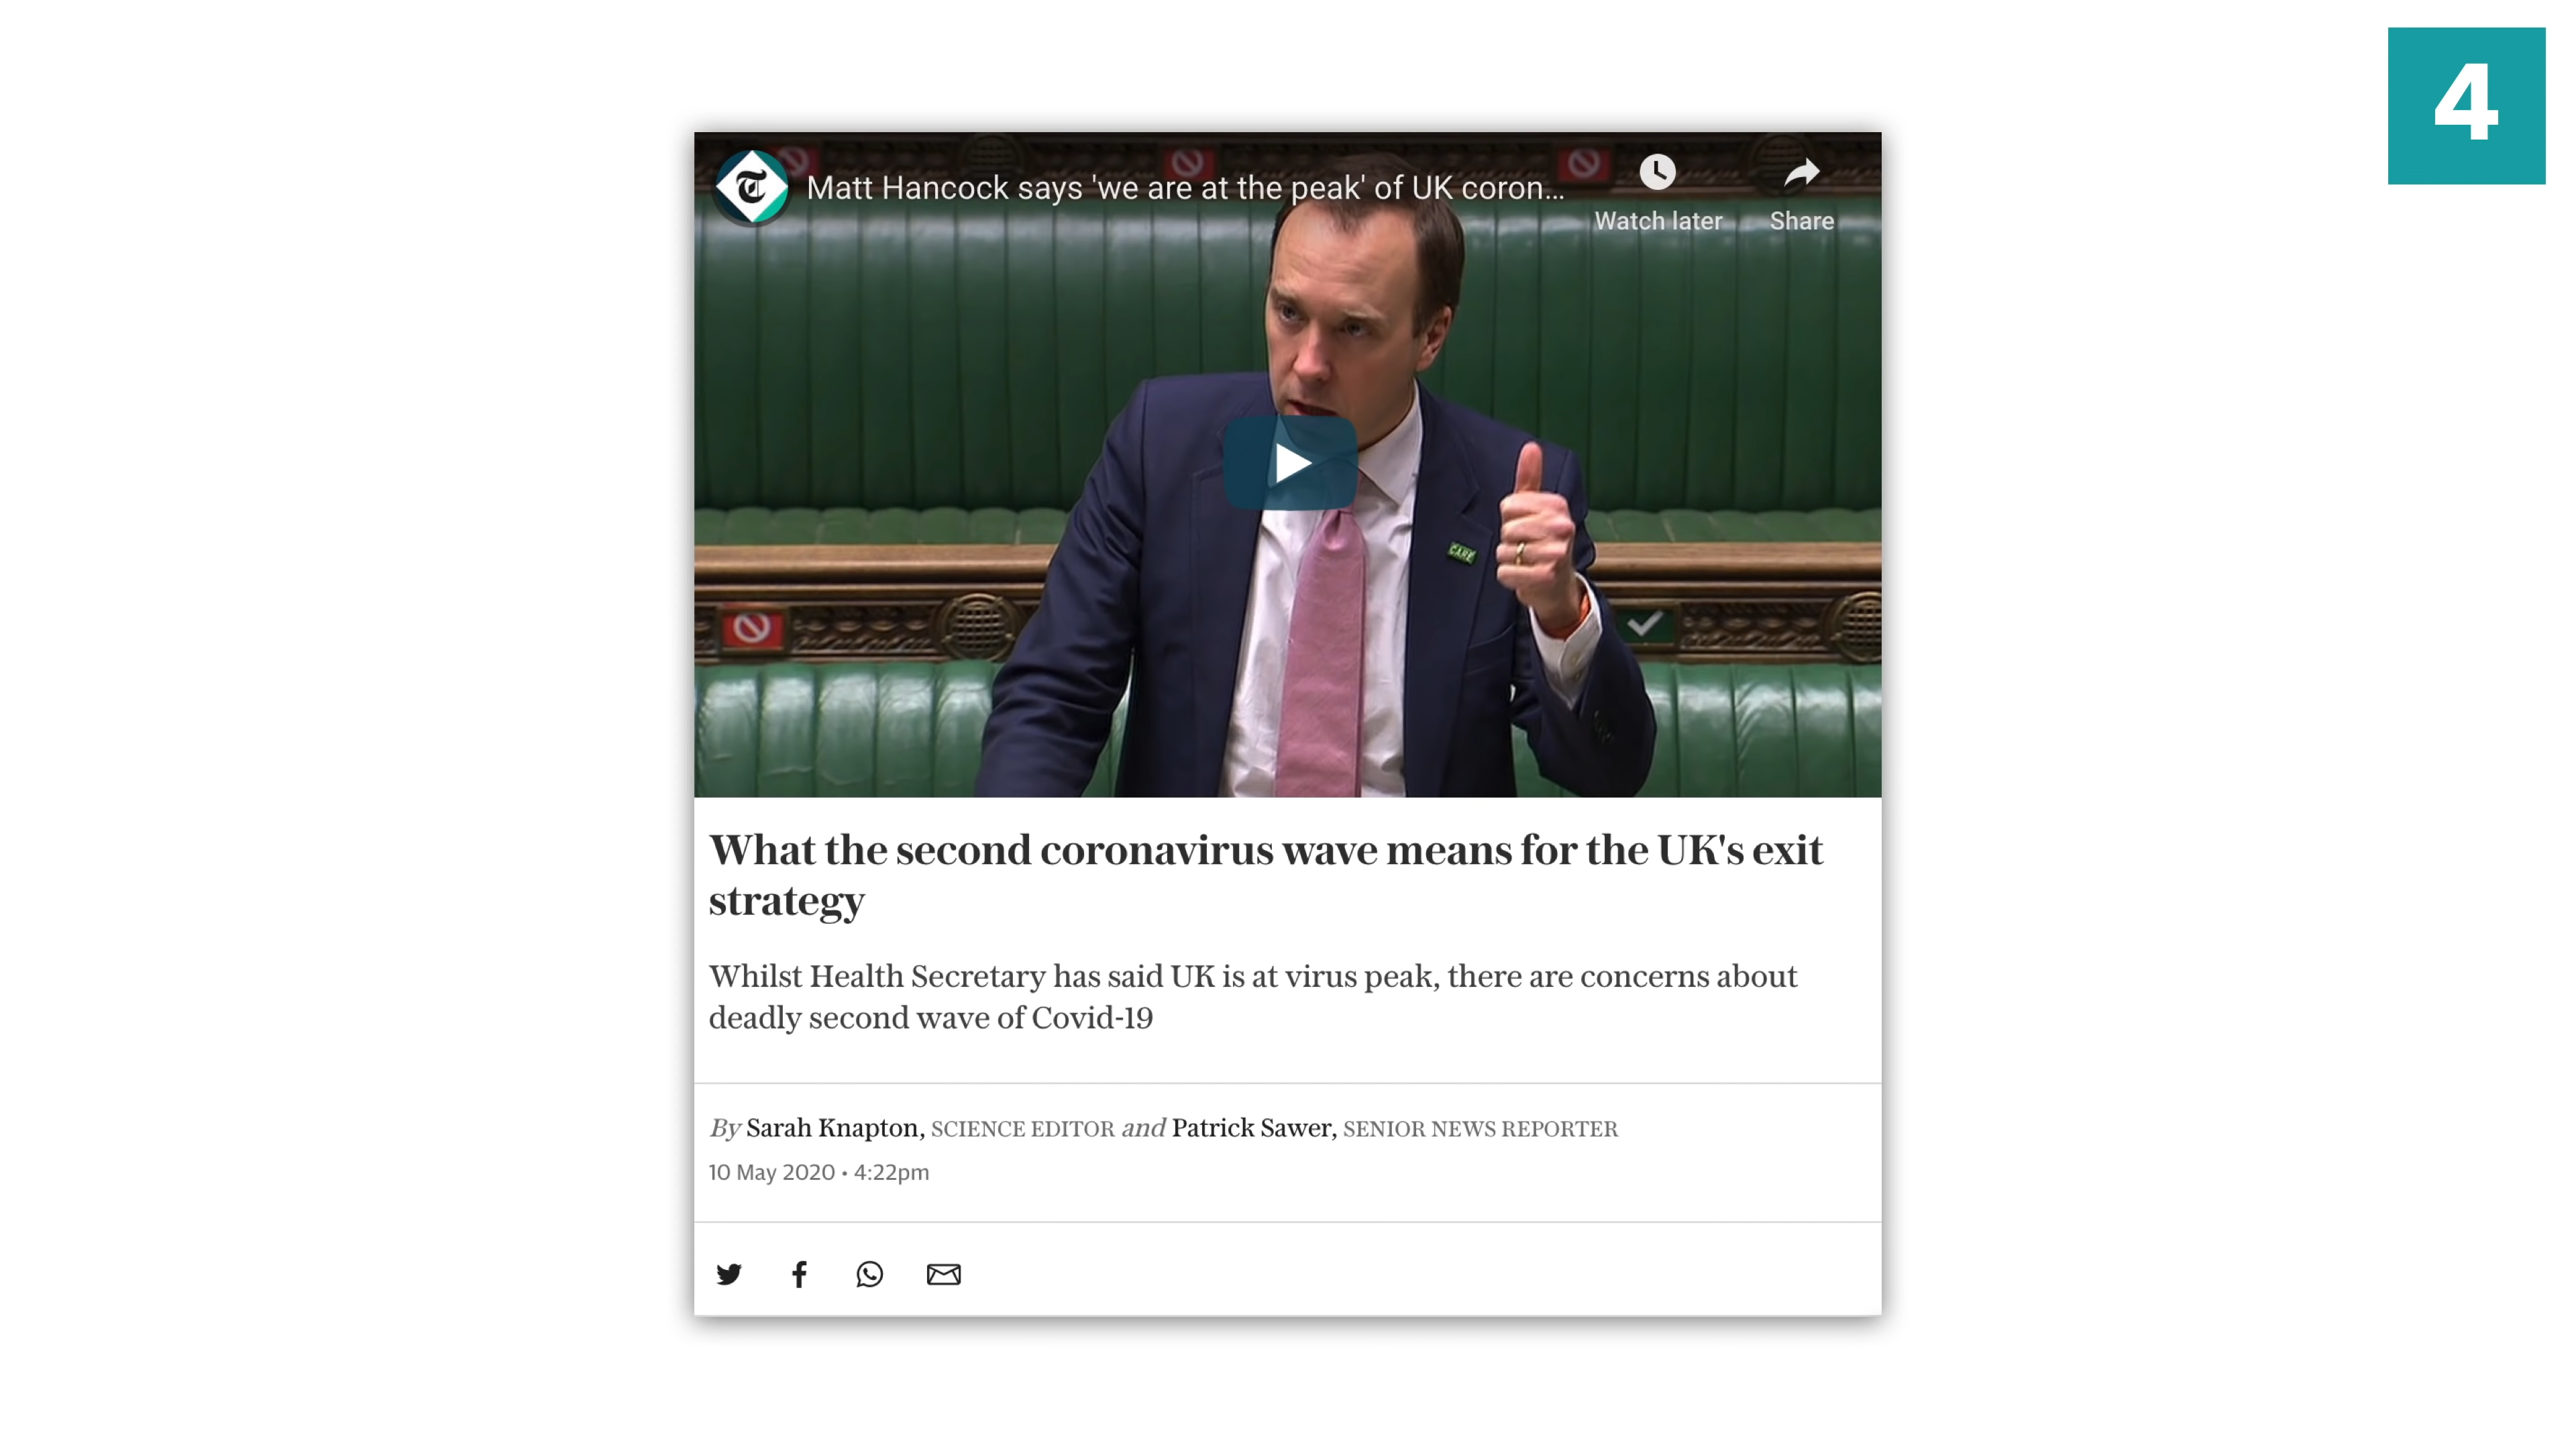 4
Matt Hancock says 'we are at the peak' of UK coron...
Watch later
Share
CARE
What the second coronavirus wave means for the UK's exit
strategy
Whilst Health Secretary has said UK is at virus peak, there are concerns about
deadly second wave of Covid-19
By Sarah Knapton, SCIENCE EDITOR and Patrick Sawer, SENIOR NEWS REPORTER
10 May 2020 • 4:22pm